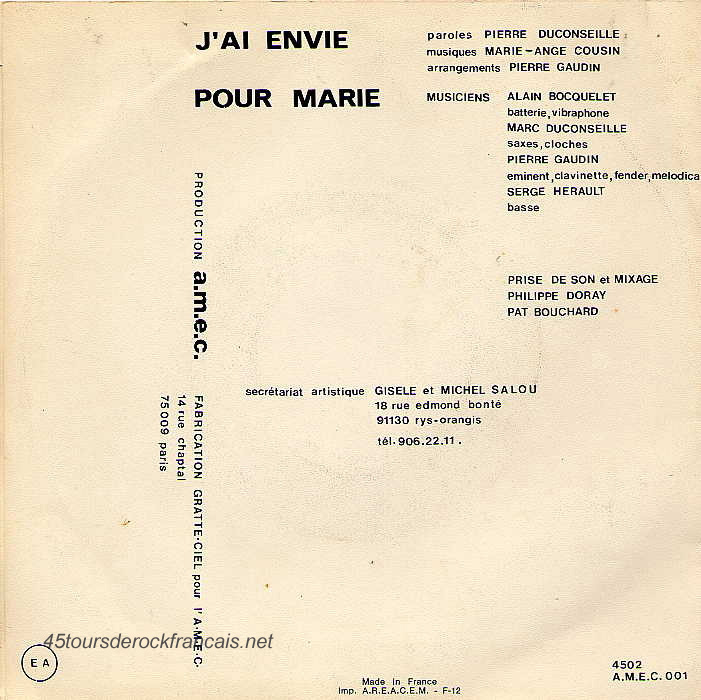 J'AI ENVIE
POUR MARIE
paroles PIERRE DUCONSEILLE
musiques MARIE-ANGE COUSIN
arrangements PIERRE GAUDIN
MUSICIENS ALAIN BOCQUELET
batterie, vibraphone
MARC DUCONSEILLE
saxes, cloches
PIERRE GAUDIN
eminent, clavinette, fender, melodica
SERGE HERAULT
basse
PRISE DE SON et MIXAGE
PHILIPPE DORAY
PAT BOUCHARD
PRODUCTION a.m.e.c.
FABRICATION GRATTE-CIEL pour l'A.M.E.C.
14 rue chaptal
75009 paris
secrétariat artistique GISELE et MICHEL SALOU
18 rue edmond bonté
91130 rys-orangis
tél. 906.22.11.
45toursderockfrancais.net
EA
Made in France
Imp. A.R.E.A.C.E.M. - F-12
4502
A.M.E.C. 001